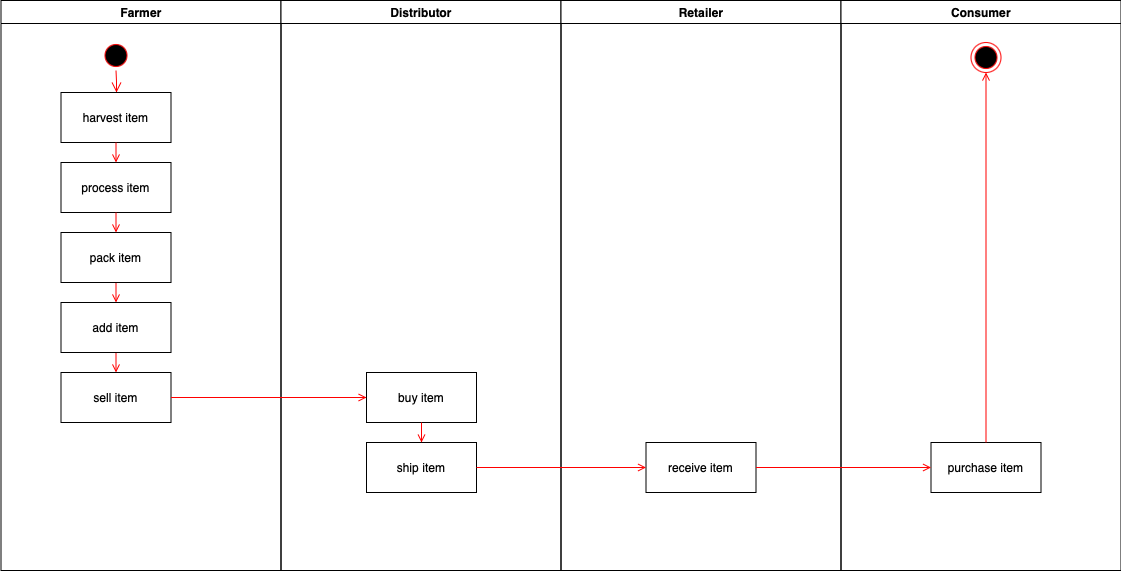 Farmer
Distributor
Retailer
Consumer
harvest item
process item
pack item
add item
sell item
buy item
ship item
receive item
purchase item